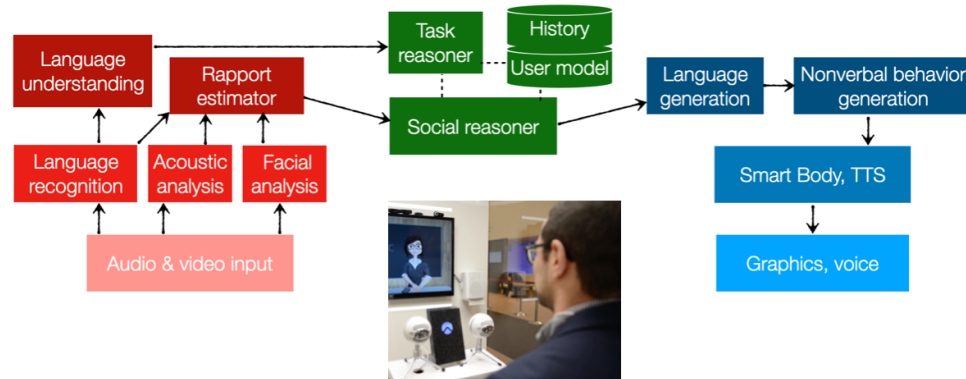 Language
understanding
Rapport
estimator
Language
recognition
Acoustic
analysis
Facial
analysis
Audio & video input
Task
reasoner
History
User model
Social reasoner
Language
generation
Nonverbal behavior
generation
Smart Body, TTS
Graphics, voice